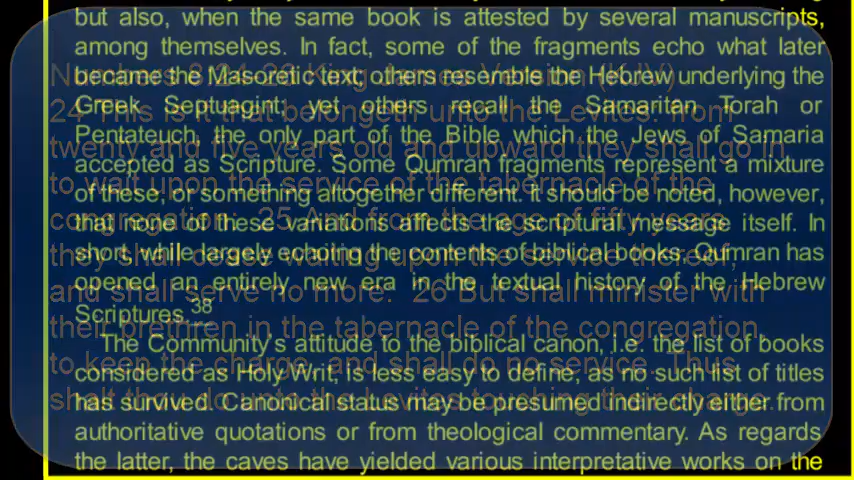 but also, when the same book is attested by several manuscripts,
among themselves. In fact, some of the fragments echo what later
became the Masoretic text, others resemble the Hebrew underlying the
Greek Septuagint; yet others recall the Samaritan Torah or
Pentateuch, the only part of the Bible which the Jews of Samaria
accepted as Scripture. Some Qumran fragments represent a mixture
of these, or something altogether different. It should be noted, however,
that none of these variations affects the scriptural message itself. In
short, while largely echoing the contents of biblical books, Qumran has
opened an entirely new era in the textual history of the Hebrew
Scriptures.38
The Community's attitude to the biblical canon, i.e. the list of books
considered as Holy Writ, is less easy to define, as no such list of titles
has survived. Canonical status may be presumed indirectly either from
authoritative quotations or from theological commentary. As regards
the latter, the caves have yielded various interpretative works on the
Numbers 8:24-26 King James Version (KJV)
24 This is it that belongeth unto the Levites: from
twenty and five years old and upward they shall go in
to wait upon the service of the tabernacle of the
congregation: 25 And from the age of fifty years
they shall cease waiting upon the service thereof,
and shall serve no more: 26 But shall minister with
their brethren in the tabernacle of the congregation,
to keep the charge, and shall do no service. Thus
shalt thou do unto the Levites touching their charge.